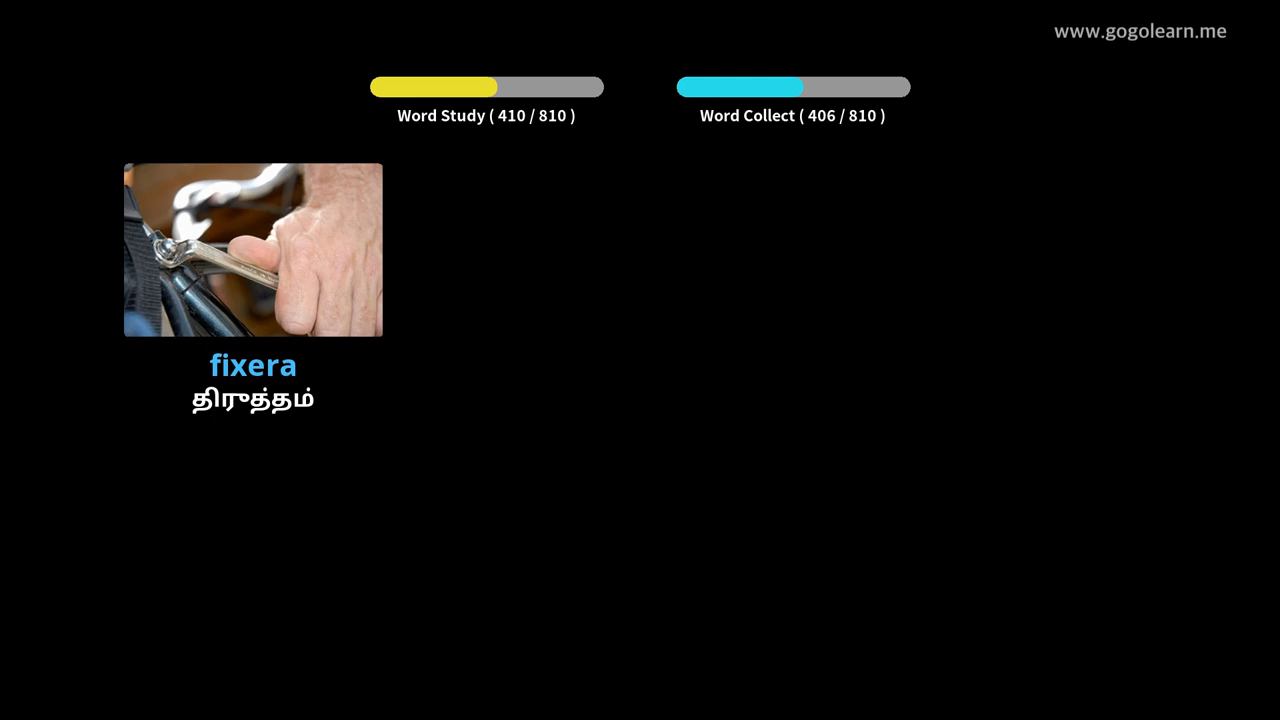 www.gogolearn.me
Word Study ( 410 / 810 )
Word Collect ( 406 / 810 )
fixera
திருத்தம்